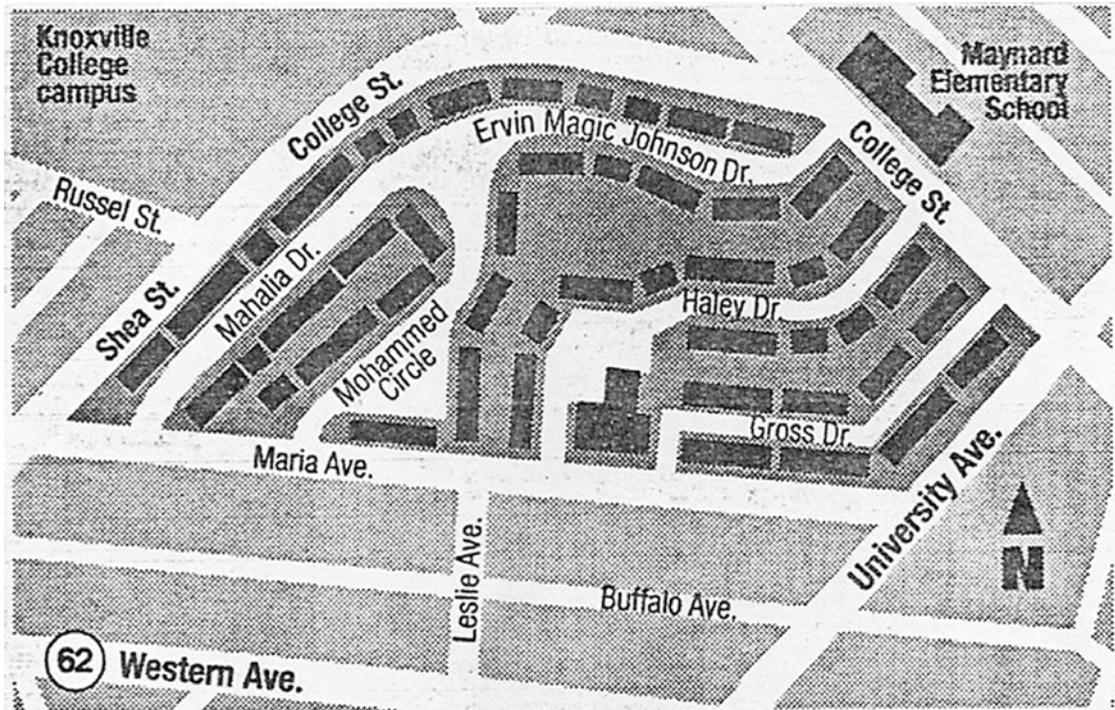 Knoxville
College
campus
Maynard
Elementary
School
College St.
Ervin Magic Johnson Dr.
College St.
Russel St.
Mahalia Dr.
Shea St.
Haley Dr.
Mohammed
Circle
Gross Dr.
Maria Ave.
University Ave.
Leslie Ave.
Buffalo Ave.
N
62 Western Ave.